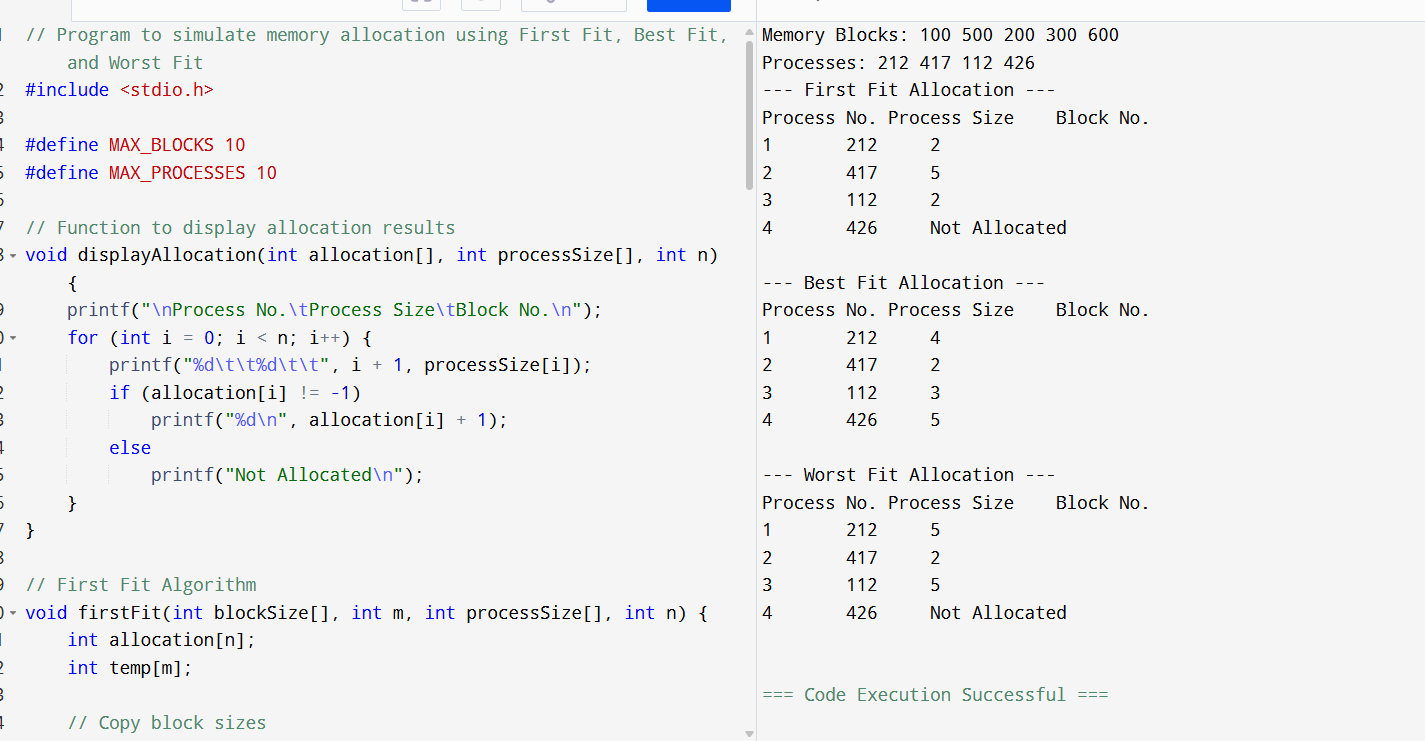 // Program to simulate memory allocation using First Fit, Best Fit,
and Worst Fit
#include <stdio.h>
#define MAX_BLOCKS 10
#define MAX_PROCESSES 10
// Function to display allocation results
void displayAllocation(int allocation[], int processSize[], int n)
{
printf("\nProcess No.\tProcess Size\tBlock No.\n");
for (int i = 0; i < n; i++) {
printf("%d\t\t%d\t\t", i + 1, processSize[i]);
if (allocation[i] != -1)
printf("%d\n", allocation[i] + 1);
else
printf("Not Allocated\n");
}
}
// First Fit Algorithm
void firstFit(int blockSize[], int m, int processSize[], int n) {
int allocation[n];
int temp[m];
// Copy block sizes
Memory Blocks: 100 500 200 300 600
Processes: 212 417 112 426
--- First Fit Allocation ---
Process No. Process Size    Block No.
1       212     2
2       417     5
3       112     2
4       426     Not Allocated
--- Best Fit Allocation ---
Process No. Process Size    Block No.
1       212     4
2       417     2
3       112     3
4       426     5
--- Worst Fit Allocation ---
Process No. Process Size    Block No.
1       212     5
2       417     2
3       112     5
4       426     Not Allocated
=== Code Execution Successful ===